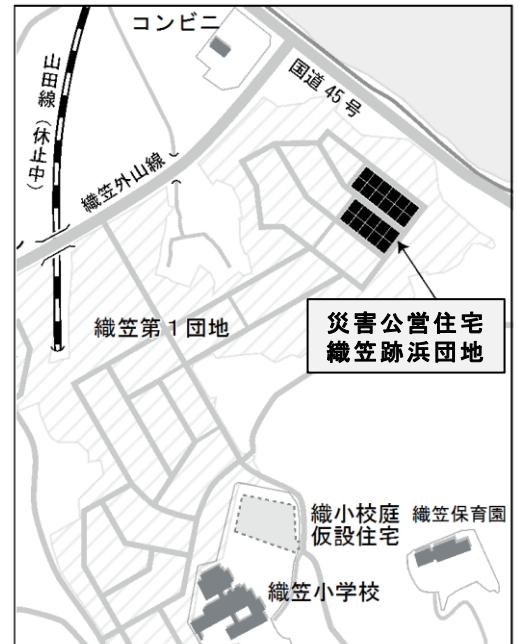 コンビニ
国道45号
山田線（休止中）
織笠外山線
災害公営住宅
織笠跡浜団地
織笠第１団地
織小校庭
仮設住宅
織笠保育園
織笠小学校